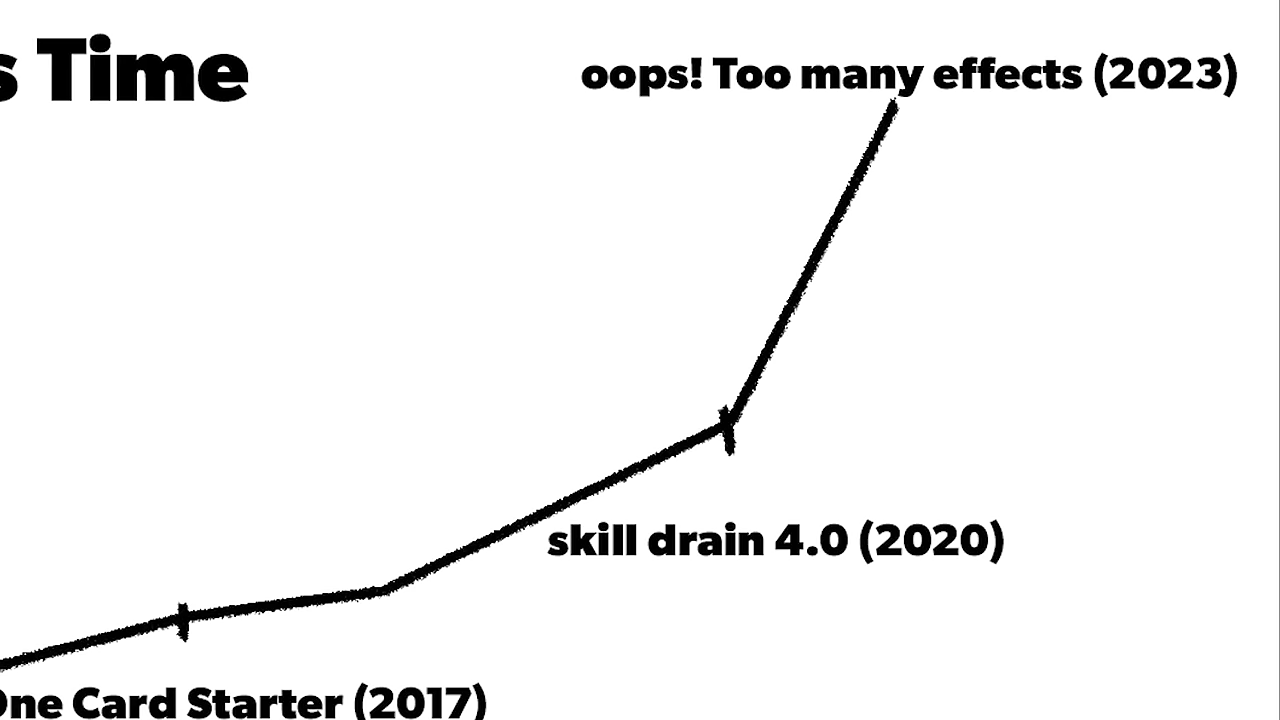 s Time
oops! Too many effects (2023)
skill drain 4.0 (2020)
One Card Starter (2017)